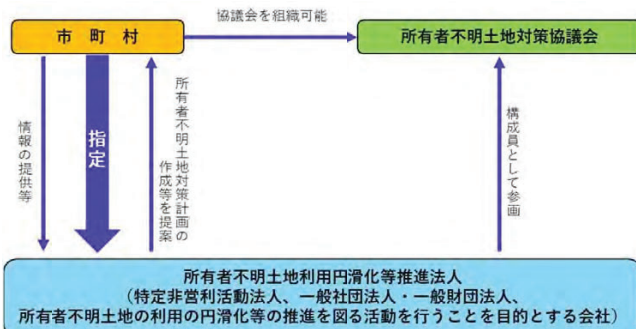 協議会を組織可能
市 町 村
所有者不明土地対策協議会
情報の提供等
指定
所有者不明土地対策計画の
作成等を提案
構成員として参画
所有者不明土地利用円滑化等推進法人
（特定非営利活動法人、一般社団法人・一般財団法人、
所有者不明土地の利用の円滑化等の推進を図る活動を行うことを目的とする会社）